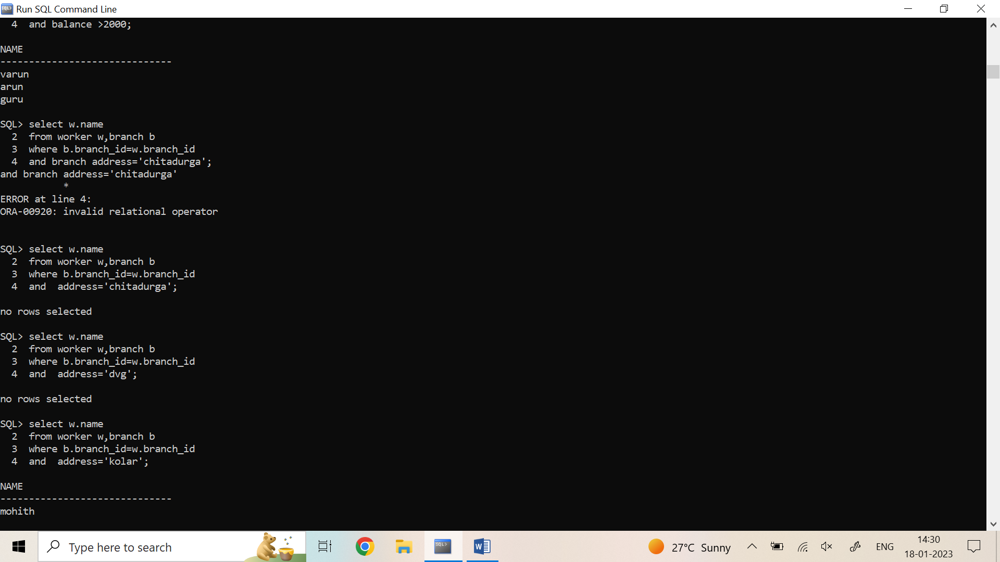 Run SQL Command Line
  4  and balance >2000;

NAME
------------------------------
varun
arun
guru

SQL> select w.name
  2  from worker w,branch b
  3  where b.branch_id=w.branch_id
  4  and branch address='chitadurga';
and branch address='chitadurga'
           *
ERROR at line 4:
ORA-00920: invalid relational operator


SQL> select w.name
  2  from worker w,branch b
  3  where b.branch_id=w.branch_id
  4  and  address='chitadurga';

no rows selected

SQL> select w.name
  2  from worker w,branch b
  3  where b.branch_id=w.branch_id
  4  and  address='dvg';

no rows selected

SQL> select w.name
  2  from worker w,branch b
  3  where b.branch_id=w.branch_id
  4  and  address='kolar';

NAME
------------------------------
mohith
Type here to search
27°C Sunny
ENG
14:30
18-01-2023